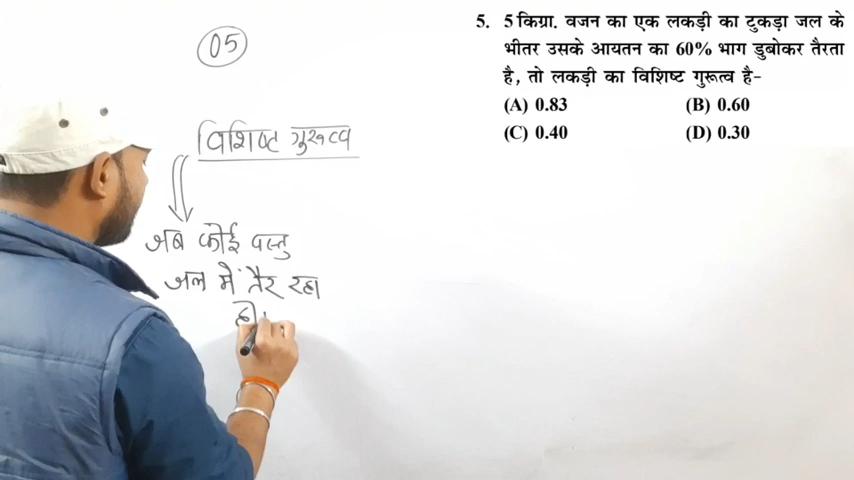 05
विशिष्ट गुरूत्व
जब कोई वस्तु
जल में तैर रहा
हो
5. 5 किग्रा. वजन का एक लकड़ी का टुकड़ा जल के
भीतर उसके आयतन का 60% भाग डुबोकर तैरता
है, तो लकड़ी का विशिष्ट गुरूत्व है-
(A) 0.83 (B) 0.60
(C) 0.40 (D) 0.30